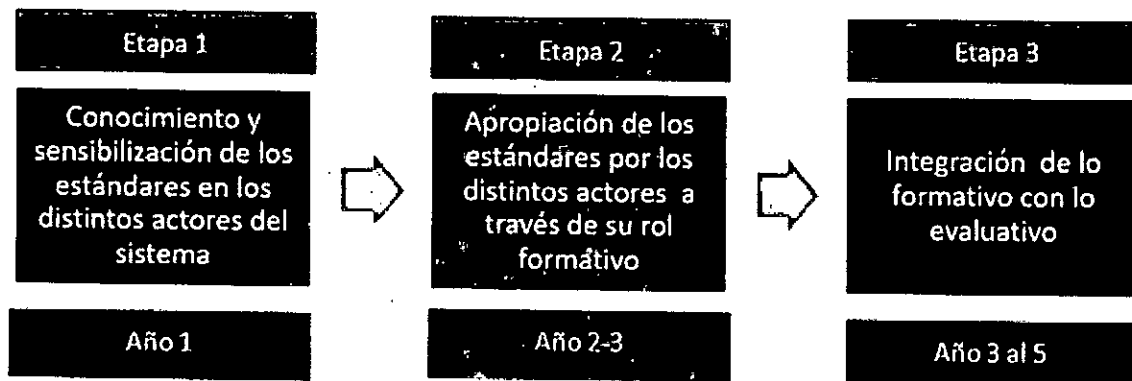 Etapa 1
Conocimiento y
sensibilización de los
estándares en los
distintos actores del
sistema
Año 1
Etapa 2
Apropiación de los
estándares por los
distintos actores a
través de su rol
formativo
Año 2-3
Etapa 3
Integración de lo
formativo con lo
evaluativo
Año 3 al 5